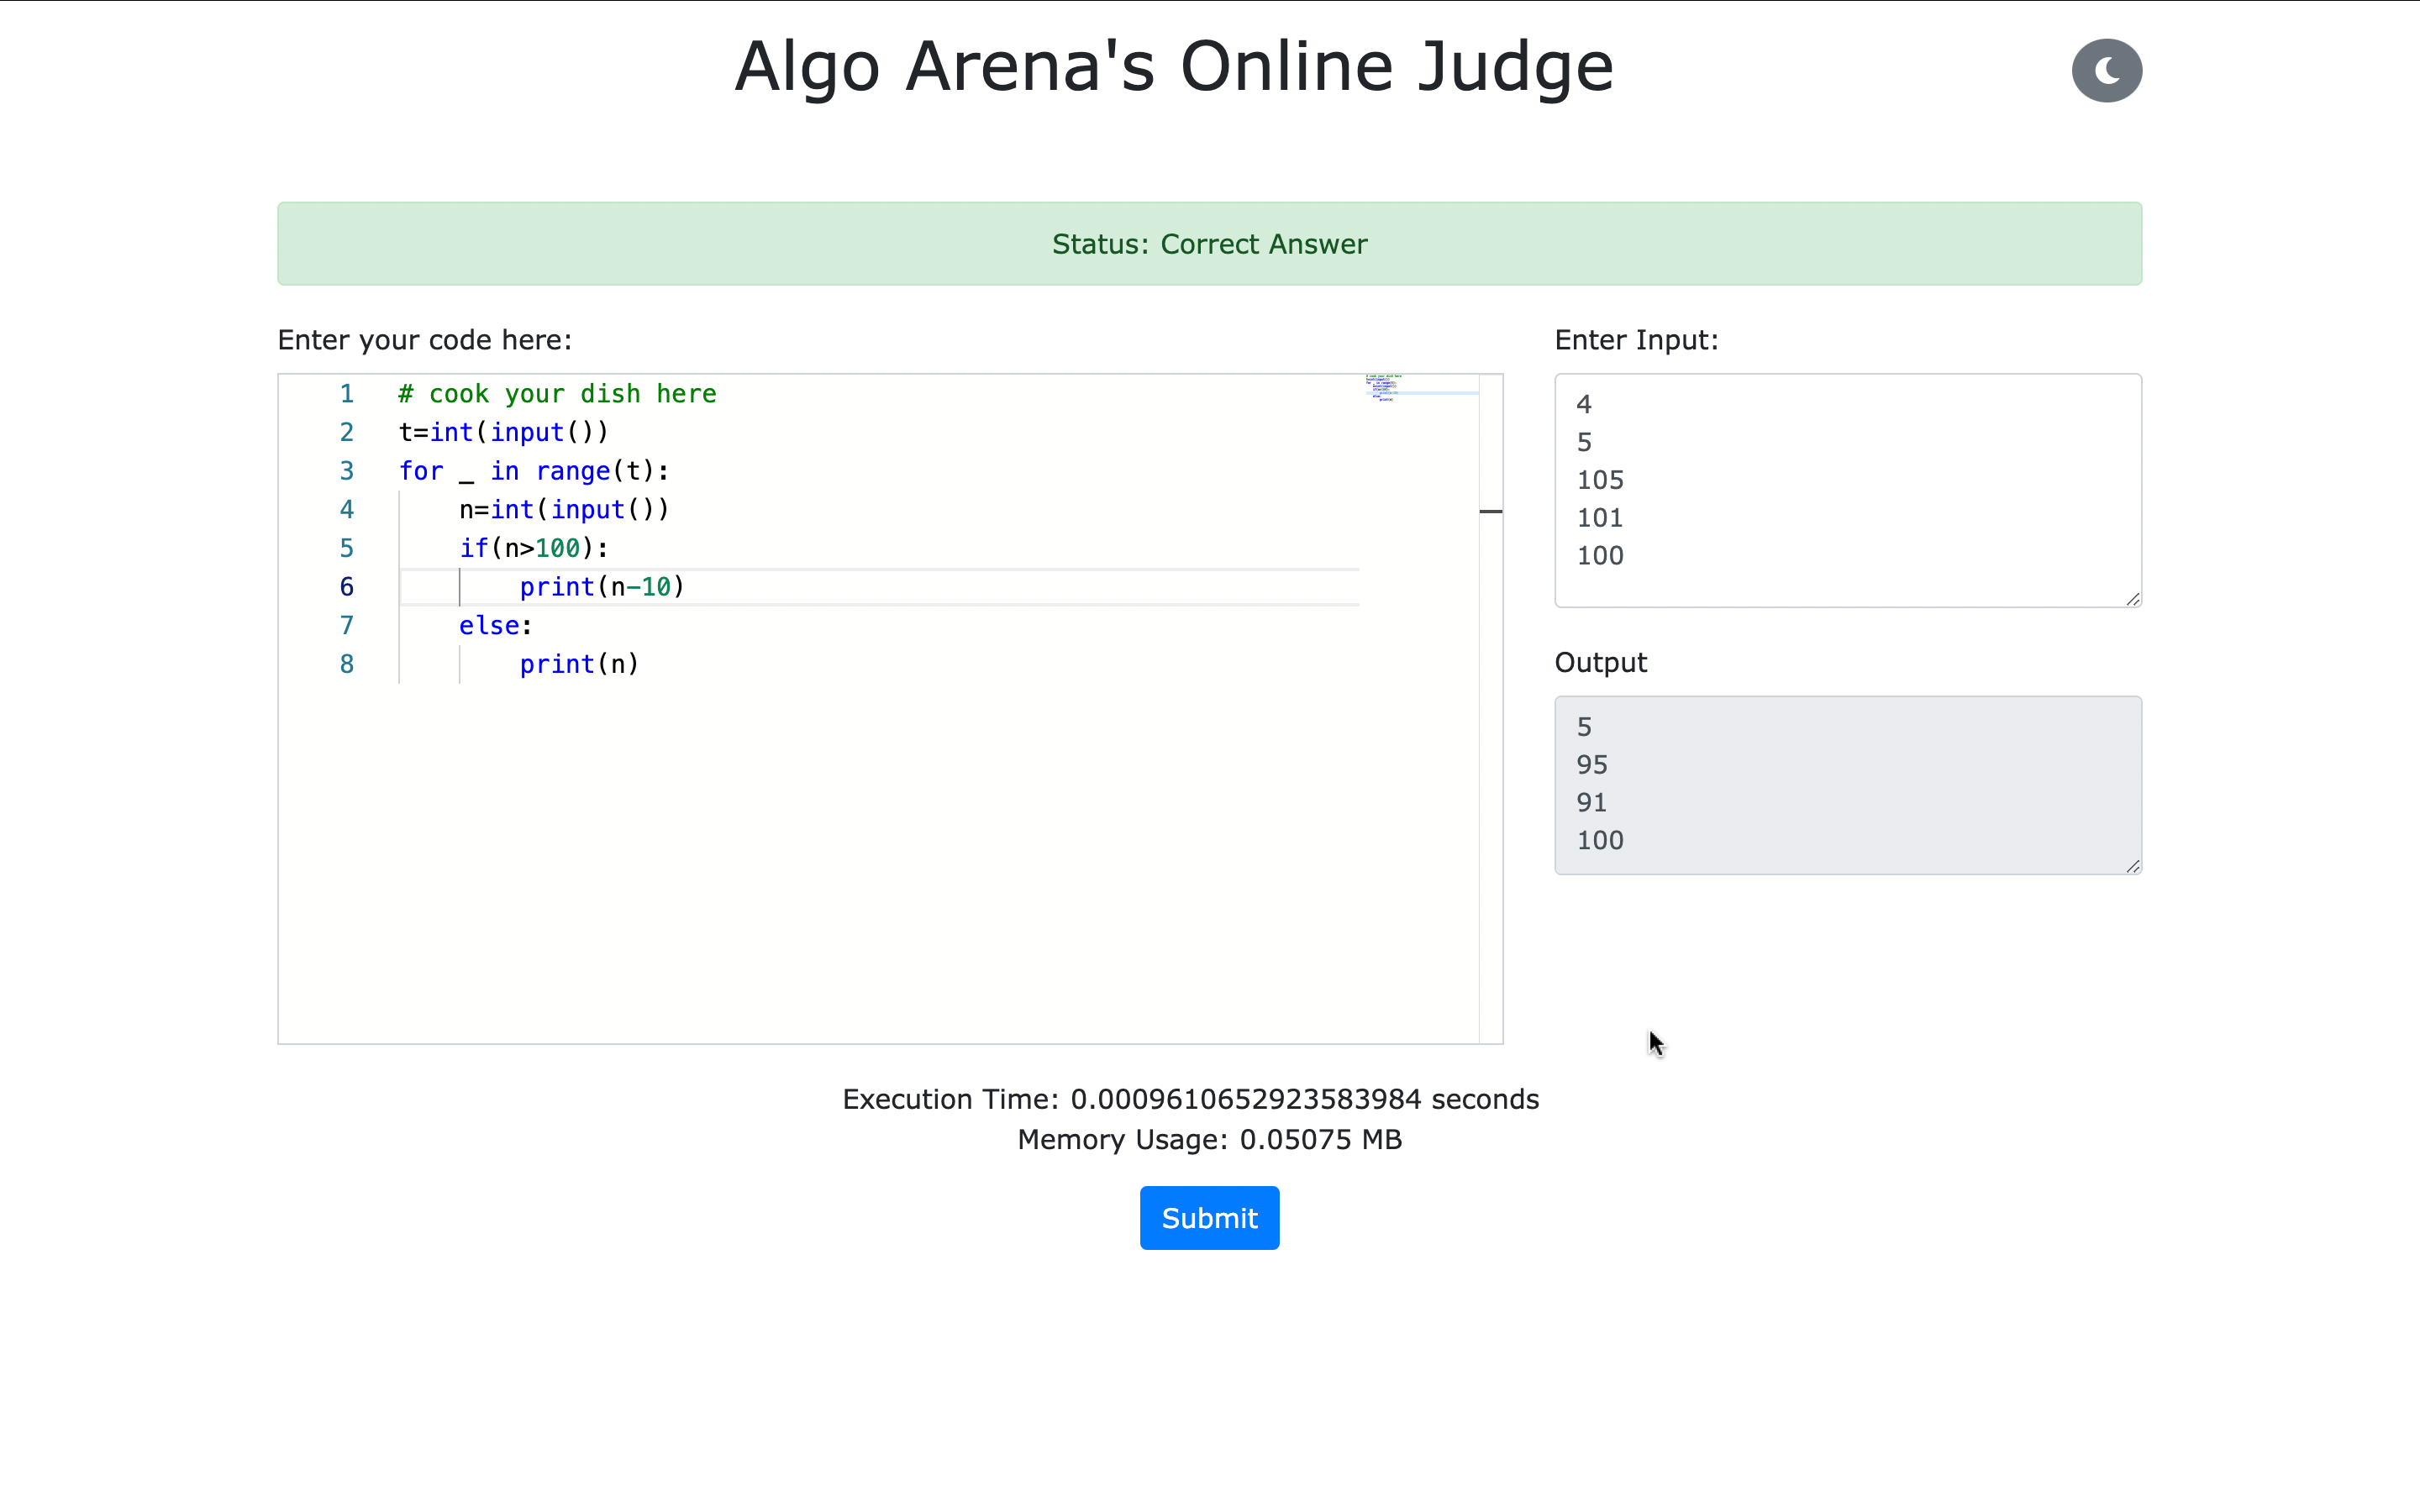 Algo Arena's Online Judge
Status: Correct Answer
Enter your code here:
1 # cook your dish here
2 t=int(input())
3 for _ in range(t):
4     n=int(input())
5     if(n>100):
6         print(n-10)
7     else:
8         print(n)
Enter Input:
4
5
105
101
100
Output
5
95
91
100
Execution Time: 0.0009610652923583984 seconds
Memory Usage: 0.05075 MB
Submit